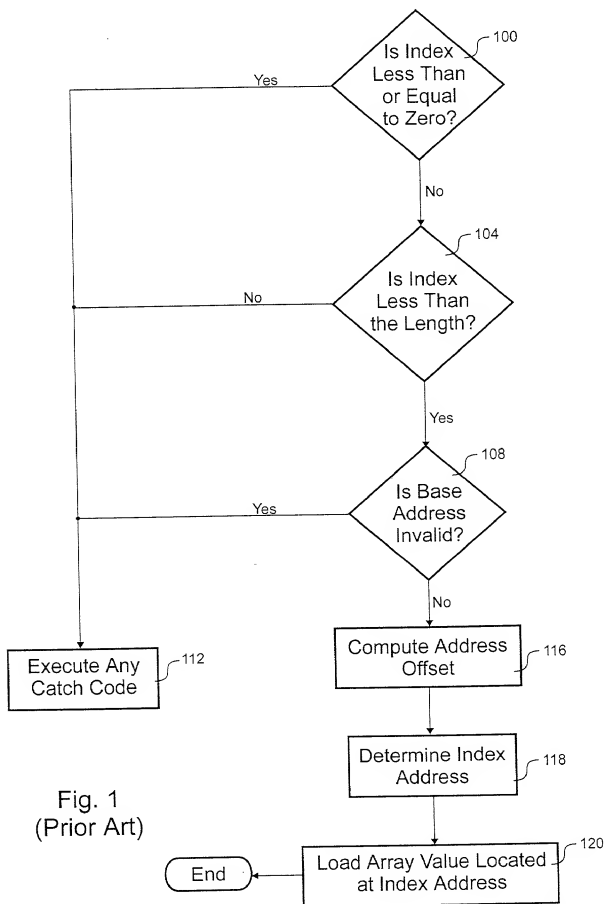 Is Index
Less Than
or Equal
to Zero?
100
Yes
No
Is Index
Less Than
the Length?
104
No
Yes
Is Base
Address
Invalid?
108
Yes
No
Execute Any
Catch Code
112
Compute Address
Offset
116
Determine Index
Address
118
Fig. 1
(Prior Art)
Load Array Value Located
at Index Address
120
End